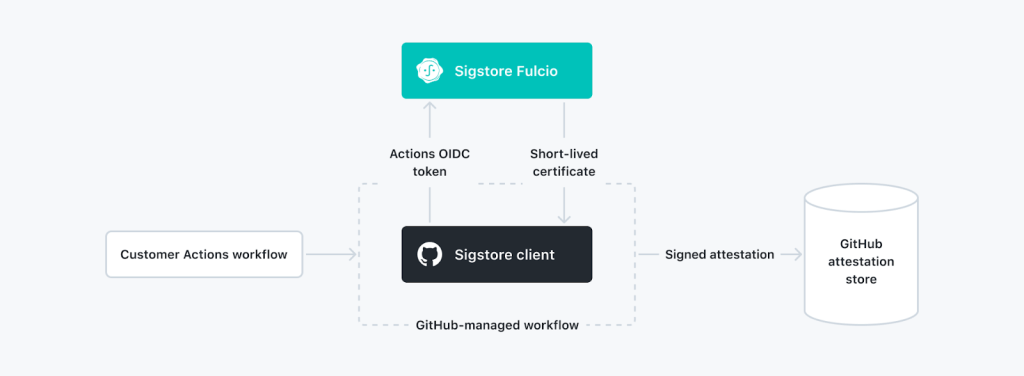 Sigstore Fulcio
Actions OIDC
token
Short-lived
certificate
Customer Actions workflow
Sigstore client
Signed attestation
GitHub
attestation
store
GitHub-managed workflow